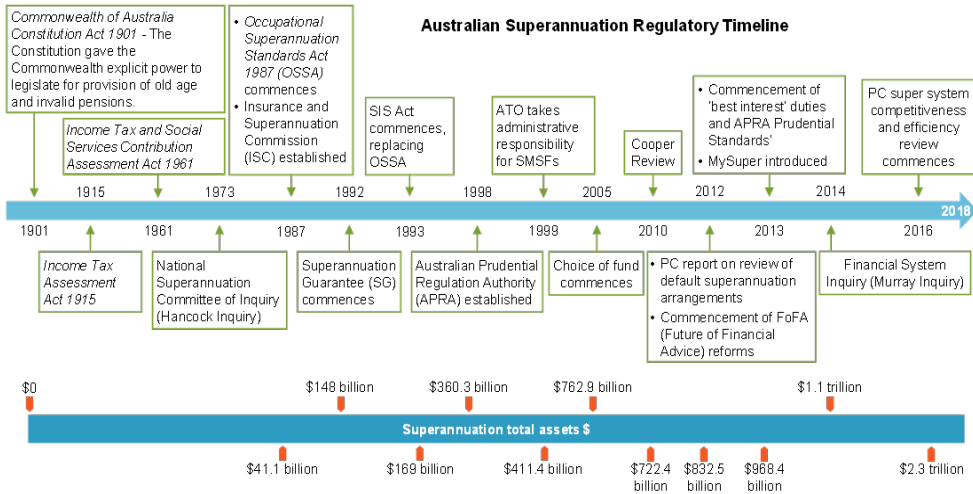 Australian Superannuation Regulatory Timeline
Commonwealth of Australia
Constitution Act 1901 - The
Constitution gave the
Commonwealth explicit power to
legislate for provision of old age
and invalid pensions.
Income Tax and Social
Services Contribution
Assessment Act 1961
• Occupational
Superannuation
Standards Act
1987 (OSSA)
commences
• Insurance and
Superannuation
Commission
(ISC) established
SIS Act
commences,
replacing
OSSA
ATO takes
administrative
responsibility
for SMSFs
Cooper
Review
• Commencement of
'best interest' duties
and APRA Prudential
Standards'
• MySuper introduced
PC super system
competitiveness
and efficiency
review
commences
1915 1973 1992 1998 2005 2012 2014
2018
1901 1961 1987 1993 1999 2010 2013 2016
Income Tax
Assessment
Act 1915
National
Superannuation
Committee of Inquiry
(Hancock Inquiry)
Superannuation
Guarantee (SG)
commences
Australian Prudential
Regulation Authority
(APRA) established
Choice of fund
commences
• PC report on review of
default superannuation
arrangements
• Commencement of FoFA
(Future of Financial
Advice) reforms
Financial System
Inquiry (Murray Inquiry)
$0 $148 billion $360.3 billion $762.9 billion $1.1 trillion
Superannuation total assets $
$41.1 billion $169 billion $411.4 billion $722.4 billion $832.5 billion $968.4 billion $2.3 trillion